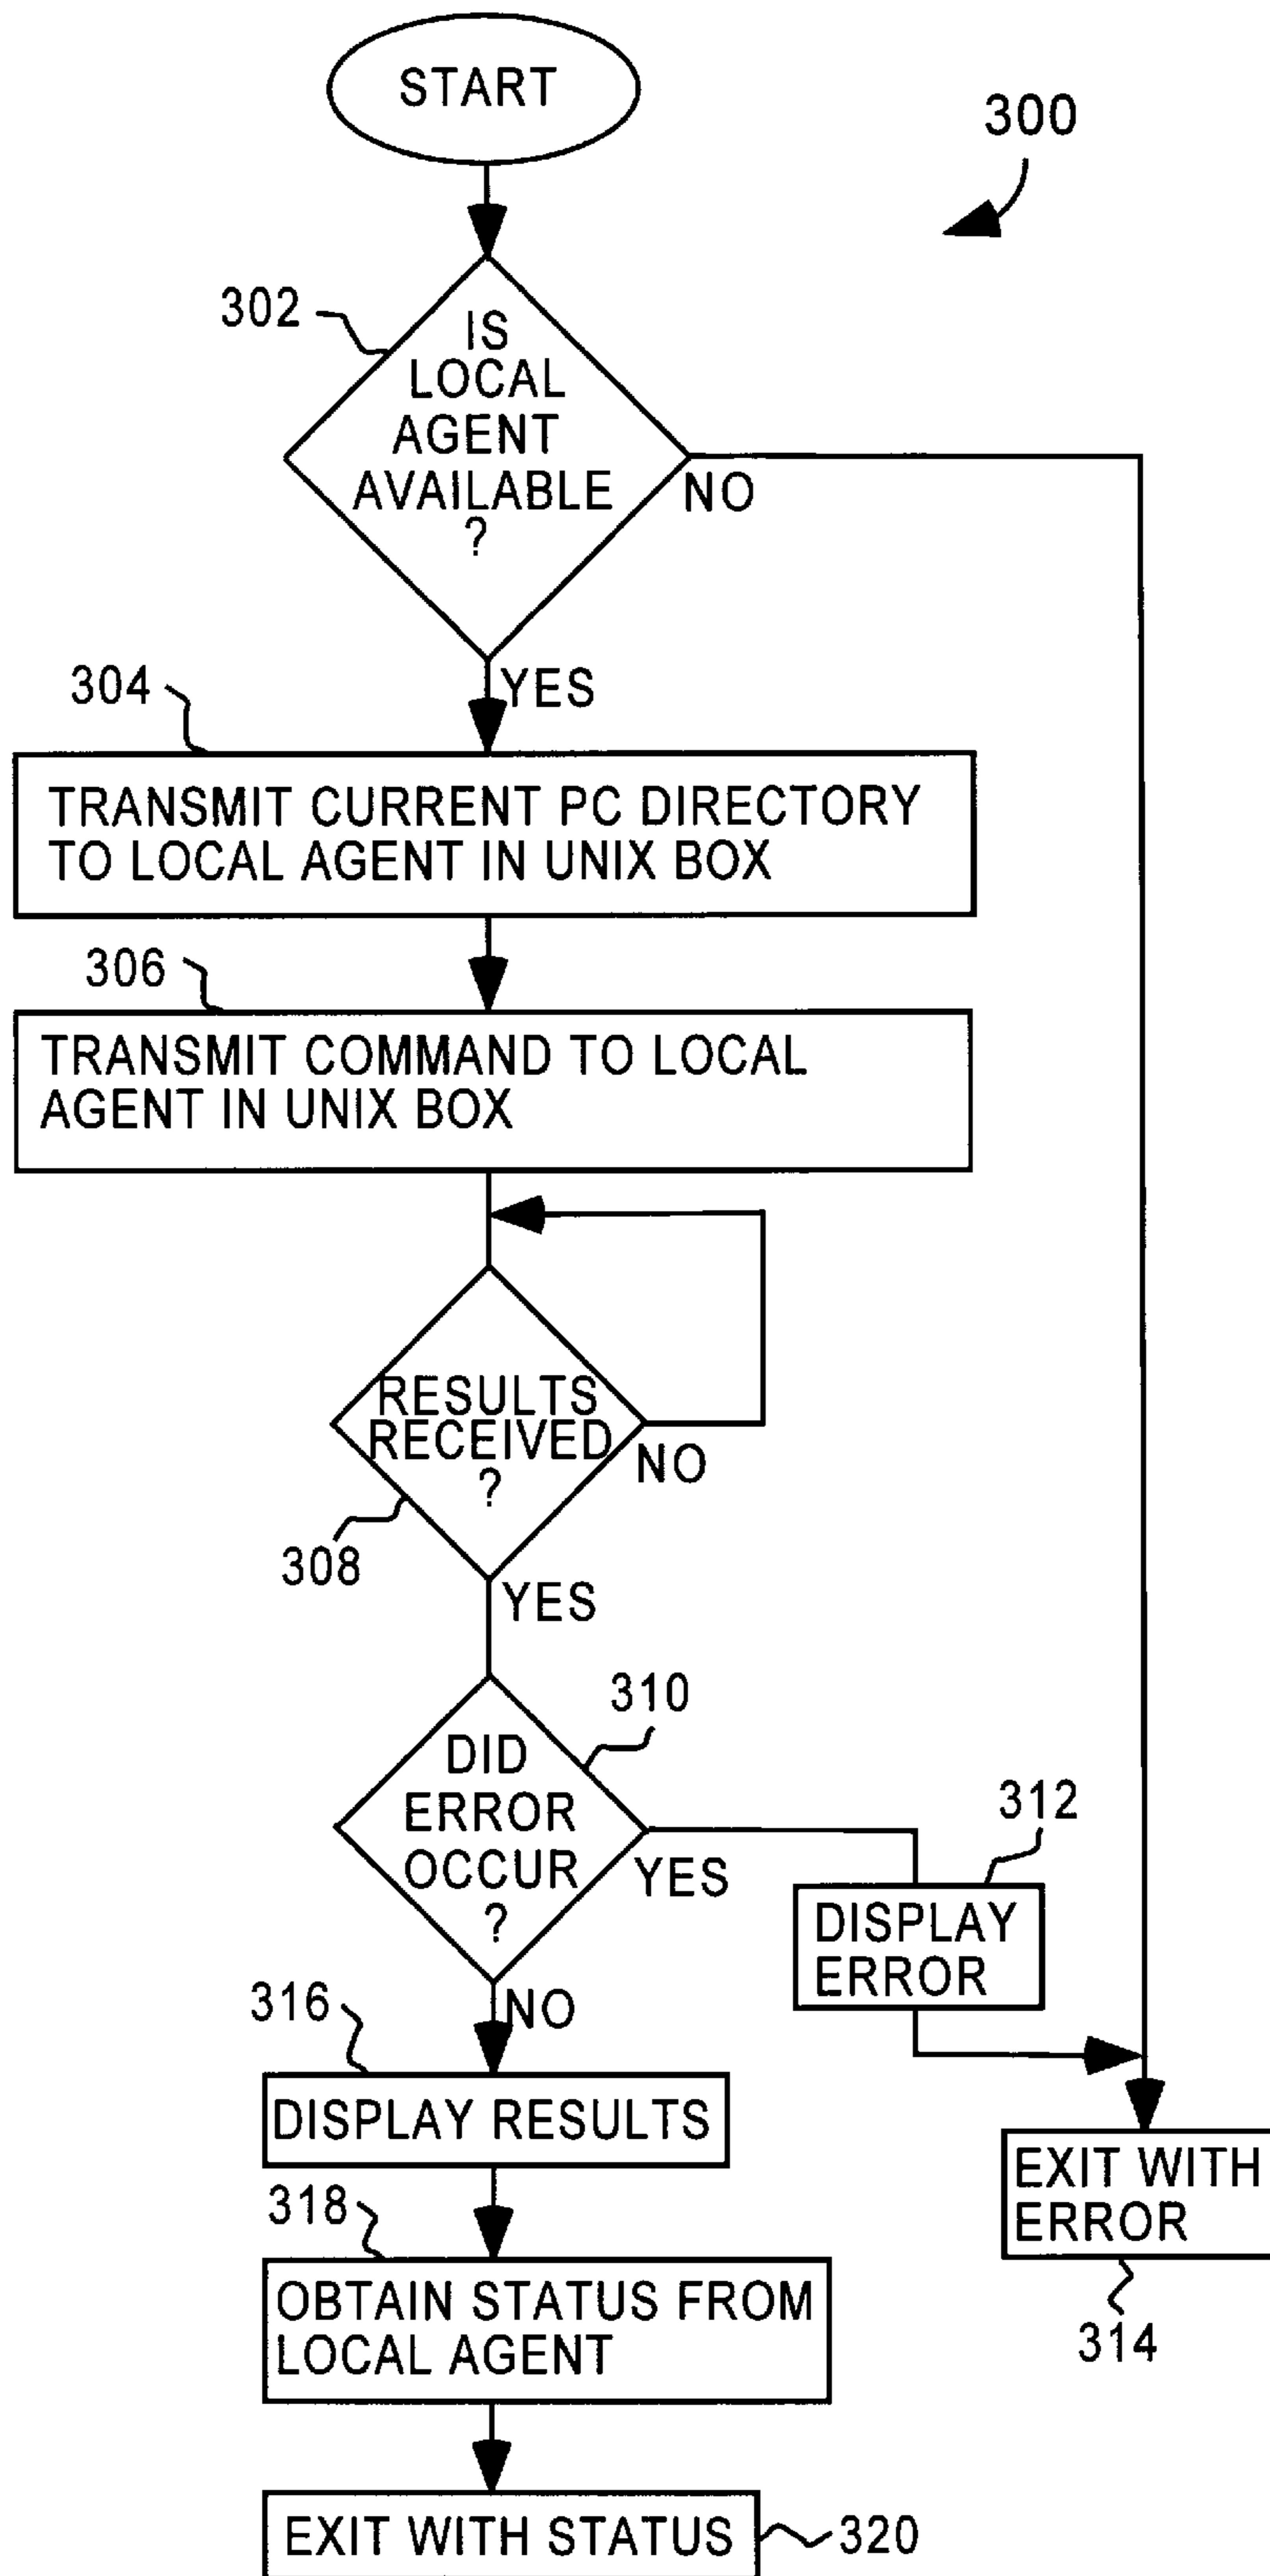 START
300
302
IS
LOCAL
AGENT
AVAILABLE
?
NO
YES
304
TRANSMIT CURRENT PC DIRECTORY
TO LOCAL AGENT IN UNIX BOX
306
TRANSMIT COMMAND TO LOCAL
AGENT IN UNIX BOX
RESULTS
RECEIVED
?
NO
308
YES
310
DID
ERROR
OCCUR
?
YES
312
DISPLAY
ERROR
NO
316
DISPLAY RESULTS
EXIT WITH
ERROR
314
318
OBTAIN STATUS FROM
LOCAL AGENT
EXIT WITH STATUS
320